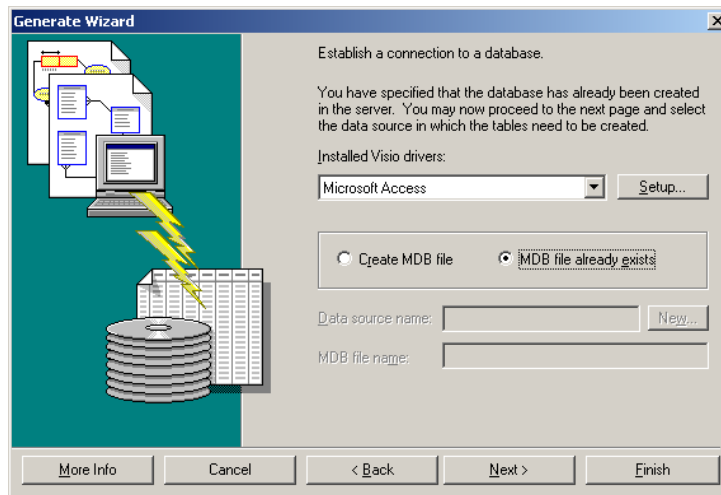 Generate Wizard
Establish a connection to a database.
You have specified that the database has already been created
in the server. You may now proceed to the next page and select
the data source in which the tables need to be created.
Installed Visio drivers:
Microsoft Access
Setup...
Create MDB file
MDB file already exists
Data source name:
New...
MDB file name:
More Info
Cancel
< Back
Next >
Finish